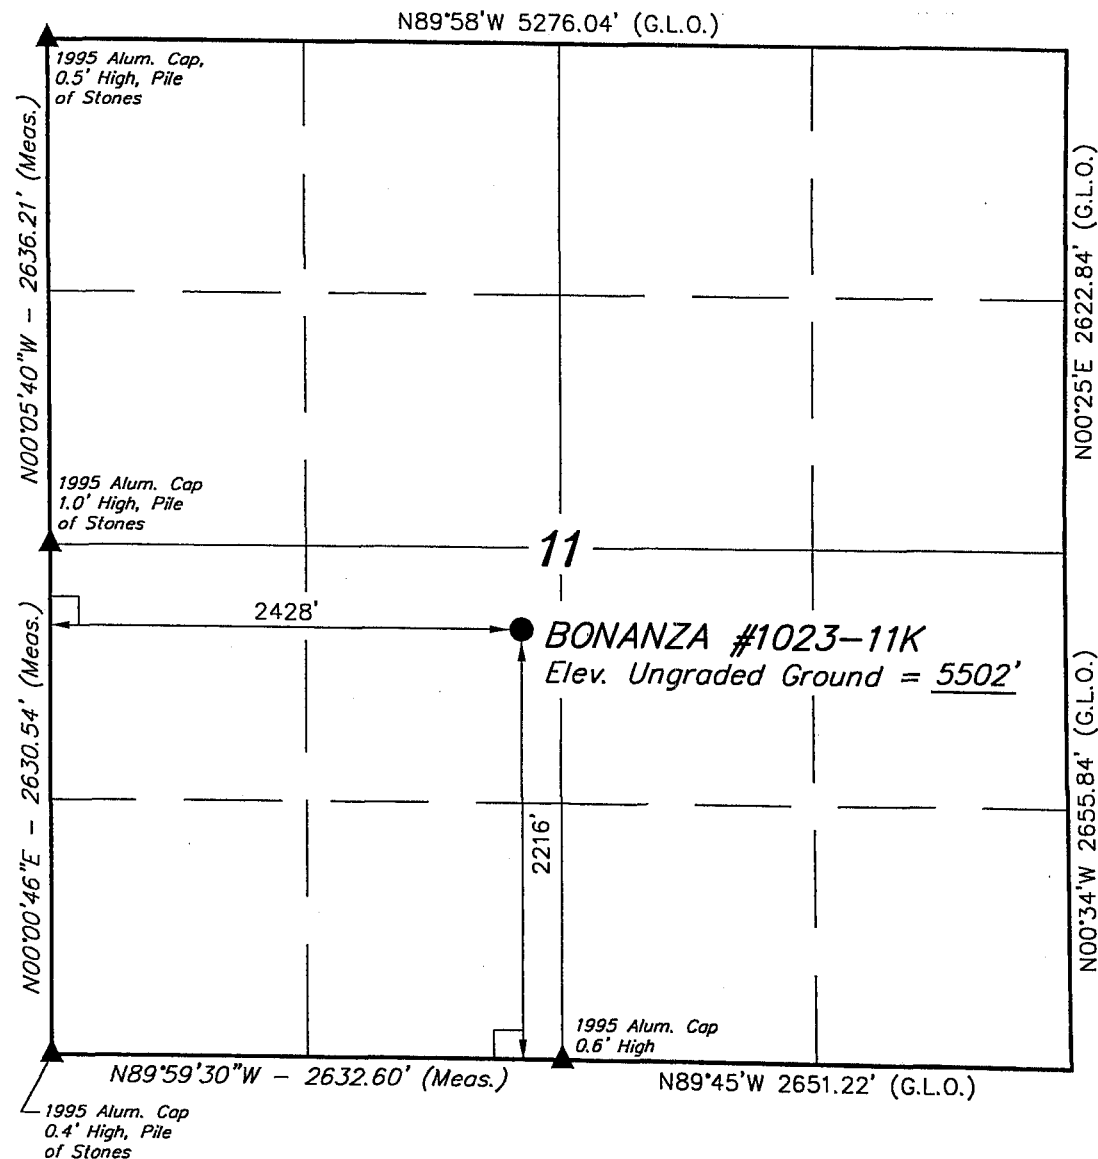 N89°58'W 5276.04' (G.L.O.)
1995 Alum. Cap,
0.5' High, Pile
of Stones
N00°05'40"W - 2636.21' (Meas.)
N00°25'E 2622.84' (G.L.O.)
1995 Alum. Cap
1.0' High, Pile
of Stones
11
2428'
BONANZA #1023-11K
Elev. Ungraded Ground = 5502'
N00°00'46"E - 2630.54' (Meas.)
2216'
N00°34'W 2655.84' (G.L.O.)
1995 Alum. Cap
0.6' High
N89°59'30"W - 2632.60' (Meas.)
N89°45'W 2651.22' (G.L.O.)
1995 Alum. Cap
0.4' High, Pile
of Stones